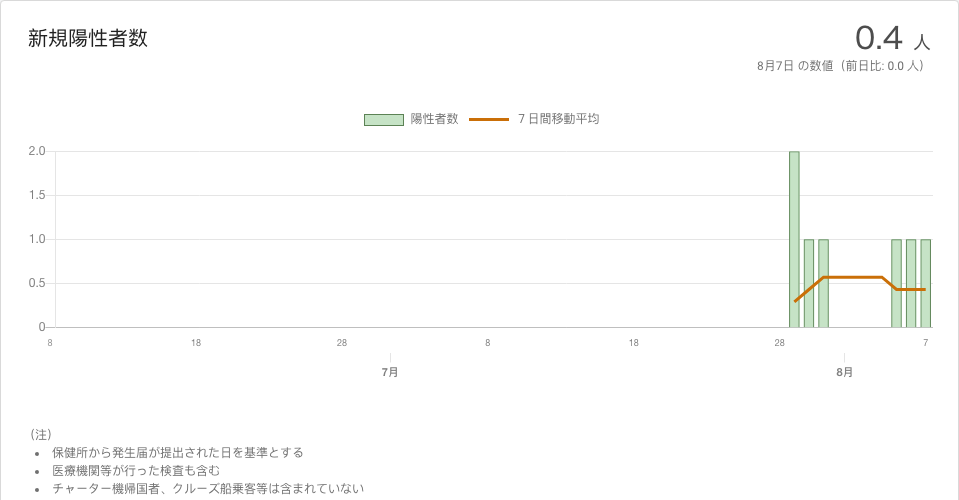 新規陽性者数
0.4 人
8月7日 の数値（前日比: 0.0 人）
陽性者数 7 日間移動平均
2.0
1.5
1.0
0.5
0
8 18 28 8 18 28 7
7月 8月
（注）
• 保健所から発生届が提出された日を基準とする
• 医療機関等が行った検査も含む
• チャーター機帰国者、クルーズ船乗客等は含まれていない